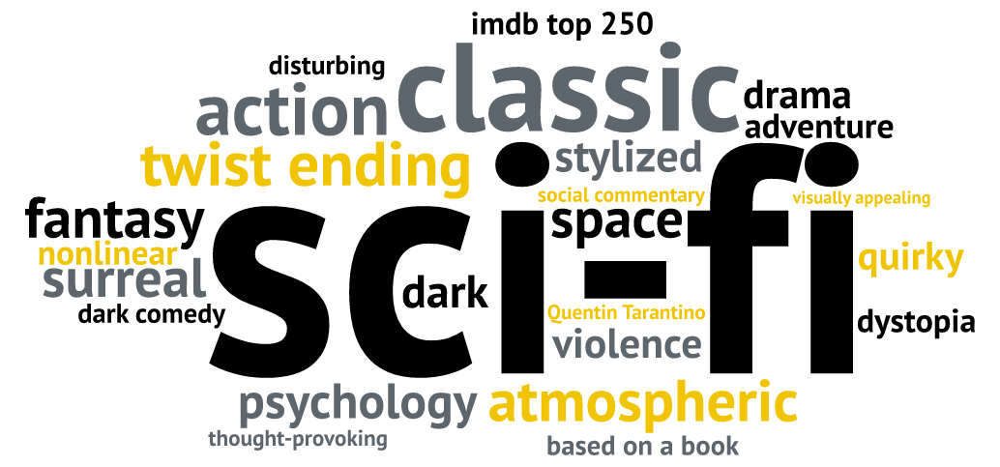 imdb top 250
disturbing
classic
action
drama
adventure
twist ending
stylized
social commentary
visually appealing
fantasy
space
sci-fi
nonlinear
quirky
surreal
dark
dark comedy
Quentin Tarantino
dystopia
violence
psychology
atmospheric
thought-provoking
based on a book